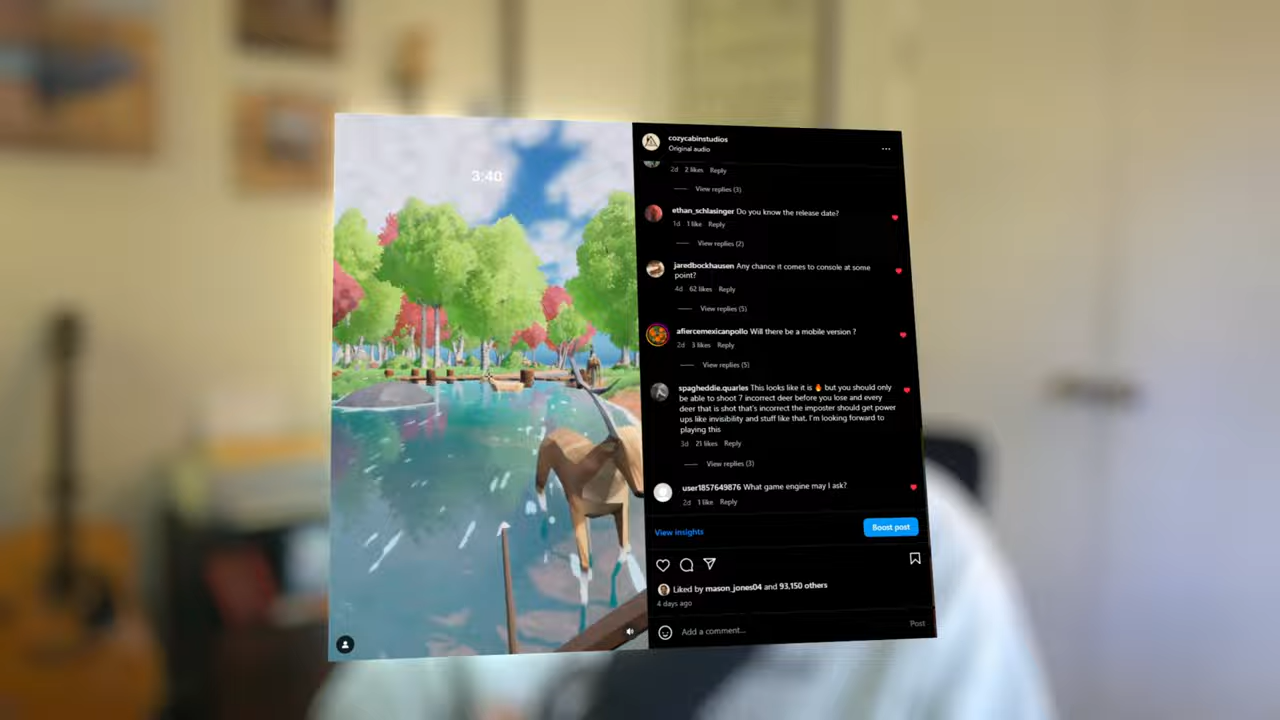 3:40
cozycabinstudios
Original audio
...
2d 2 likes Reply
View replies (3)
ethan_schlasinger Do you know the release date?
1d 1 like Reply
View replies (2)
jaredbockhausen Any chance it comes to console at some
point?
4d 62 likes Reply
View replies (5)
afiercemexicanpollo Will there be a mobile version ?
2d 3 likes Reply
View replies (5)
spagheddie.quarles This looks like it is 🔥 but you should only
be able to shoot 7 incorrect deer before you lose and every
deer that is shot that's incorrect the imposter should get power
ups like invisibility and stuff like that. I'm looking forward to
playing this
3d 21 likes Reply
View replies (3)
user1857649876 What game engine may I ask?
2d 1 like Reply
View insights
Boost post
Liked by mason_jones04 and 93,150 others
4 days ago
Add a comment...
Post